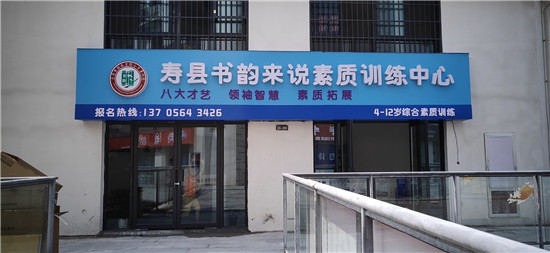 寿县书韵来说素质训练中心
八大才艺 领袖智慧 素质拓展
报名热线:137 0564 3426
4-12岁综合素质训练